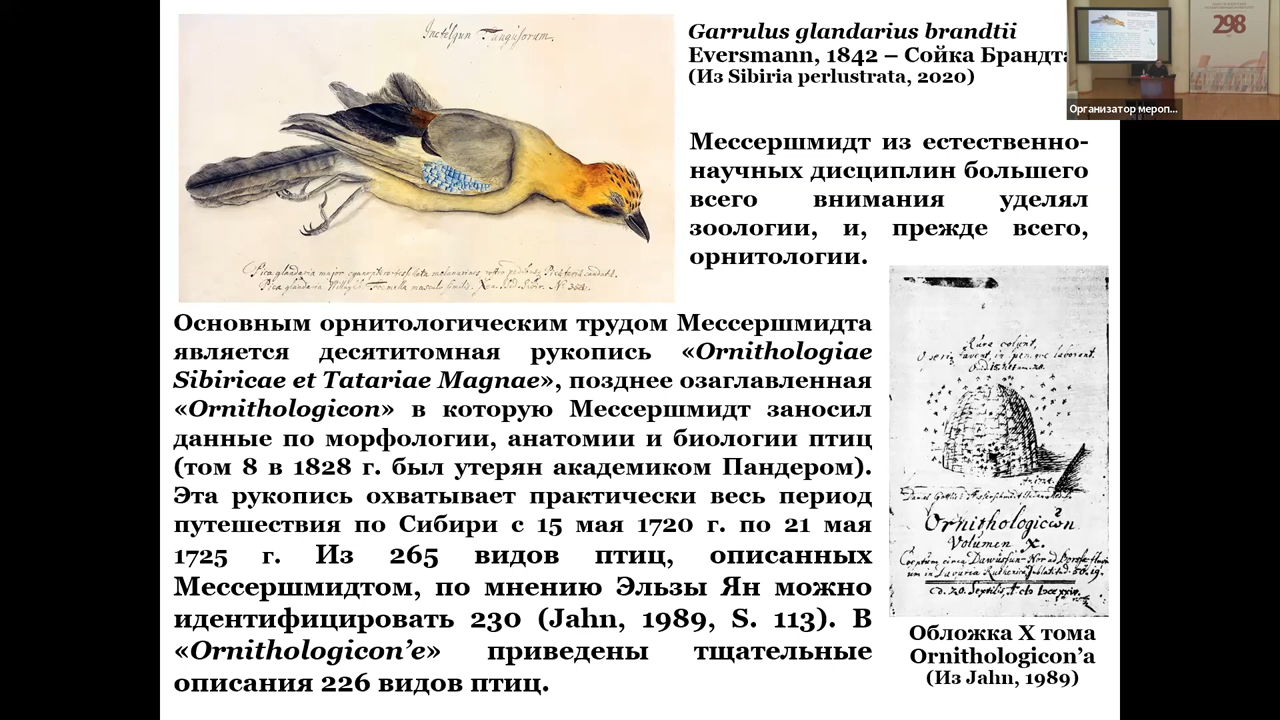 Garrulus glandarius brandtii
Eversmann, 1842 – Сойка Брандта
(Из Sibiria perlustrata, 2020)
298
Организатор мероп...
Мессершмидт из естественно-
научных дисциплин большего
всего внимания уделял
зоологии, и, прежде всего,
орнитологии.
Основным орнитологическим трудом Мессершмидта
является десятитомная рукопись «Ornithologiae
Sibiricae et Tatariae Magnae», позднее озаглавленная
«Ornithologicon» в которую Мессершмидт заносил
данные по морфологии, анатомии и биологии птиц
(том 8 в 1828 г. был утерян академиком Пандером).
Эта рукопись охватывает практически весь период
путешествия по Сибири с 15 мая 1720 г. по 21 мая
1725 г. Из 265 видов птиц, описанных
Мессершмидтом, по мнению Эльзы Ян можно
идентифицировать 230 (Jahn, 1989, S. 113). В
«Ornithologicon’е» приведены тщательные
описания 226 видов птиц.
Ornithologicωn
Volumen X.
Обложка X тома
Ornithologicon’а
(Из Jahn, 1989)